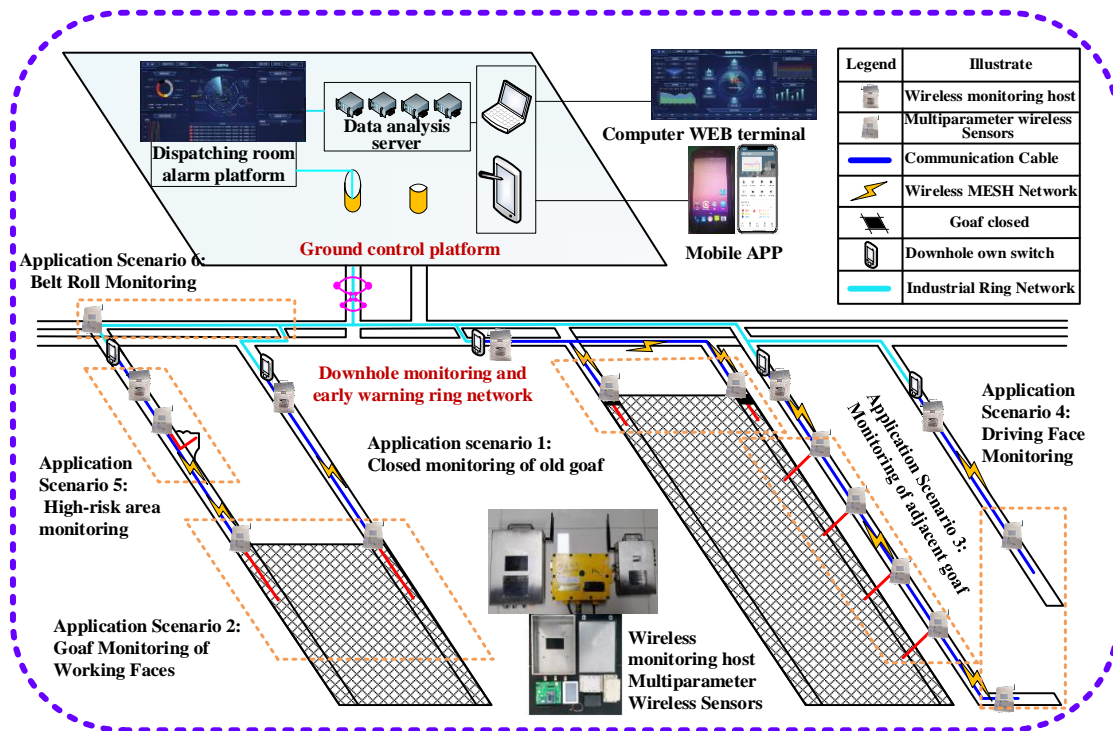 Dispatching room
alarm platform
Data analysis
server
Computer WEB terminal
Mobile APP
Ground control platform
Legend
Illustrate
Wireless monitoring host
Multiparameter wireless
Sensors
Communication Cable
Wireless MESH Network
Goaf closed
Downhole own switch
Industrial Ring Network
Application Scenario 6:
Belt Roll Monitoring
Downhole monitoring and
early warning ring network
Application scenario 1:
Closed monitoring of old goaf
Application Scenario 3:
Monitoring of adjacent goaf
Application
Scenario 4:
Driving Face
Monitoring
Application
Scenario 5:
High-risk area
monitoring
Application Scenario 2:
Goaf Monitoring of
Working Faces
Wireless
monitoring host
Multiparameter
Wireless Sensors